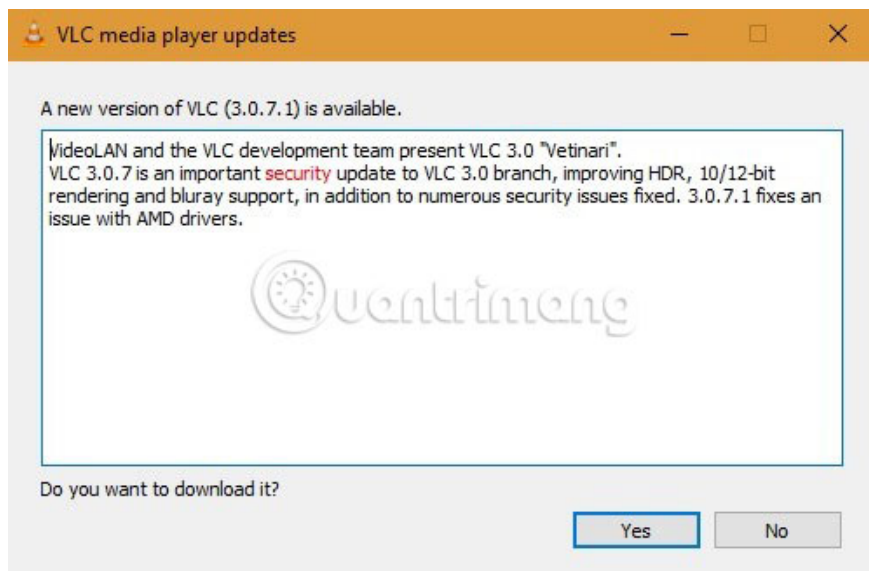 VLC media player updates
A new version of VLC (3.0.7.1) is available.
VideoLAN and the VLC development team present VLC 3.0 "Vetinari".
VLC 3.0.7 is an important security update to VLC 3.0 branch, improving HDR, 10/12-bit
rendering and bluray support, in addition to numerous security issues fixed. 3.0.7.1 fixes an
issue with AMD drivers.
Quantrimang
Do you want to download it?
Yes
No